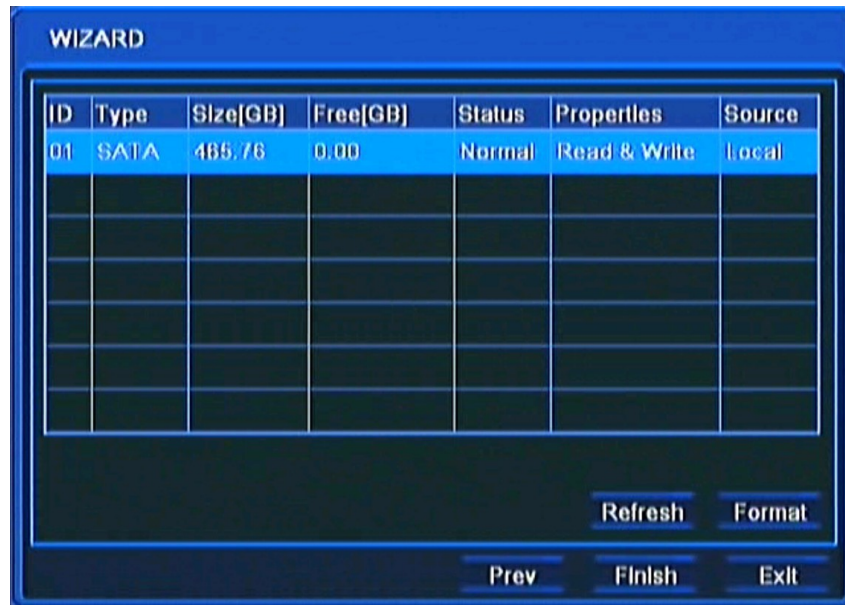 WIZARD
ID Type Size[GB] Free[GB] Status Properties Source
01 SATA 465.76 0.00 Normal Read & Write Local
Refresh Format
Prev Finish Exit